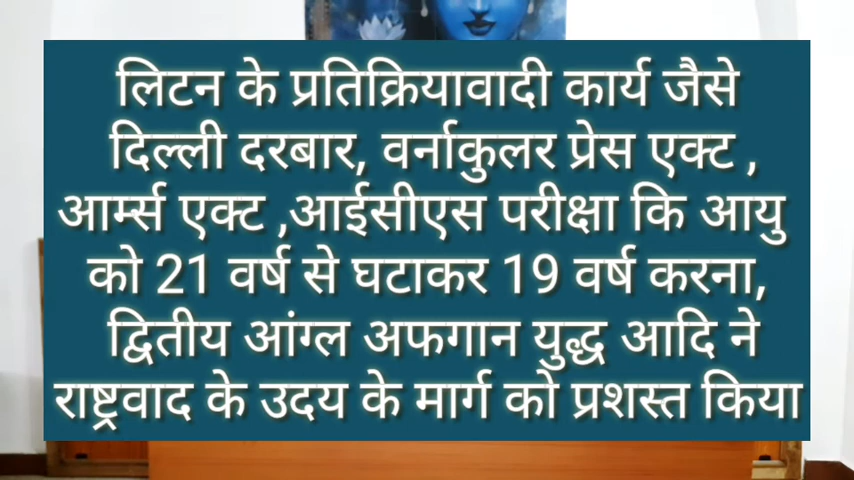 लिटन के प्रतिक्रियावादी कार्य जैसे
दिल्ली दरबार, वर्नाकुलर प्रेस एक्ट ,
आर्म्स एक्ट ,आईसीएस परीक्षा कि आयु
को 21 वर्ष से घटाकर 19 वर्ष करना,
द्वितीय आंग्ल अफगान युद्ध आदि ने
राष्ट्रवाद के उदय के मार्ग को प्रशस्त किया